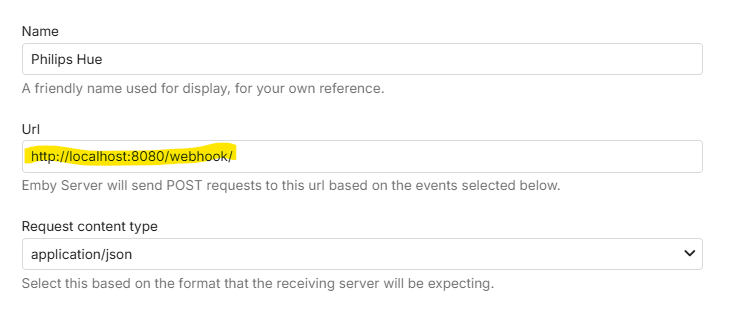 Name
Philips Hue
A friendly name used for display, for your own reference.
Url
http://localhost:8080/webhook/
Emby Server will send POST requests to this url based on the events selected below.
Request content type
application/json
Select this based on the format that the receiving server will be expecting.